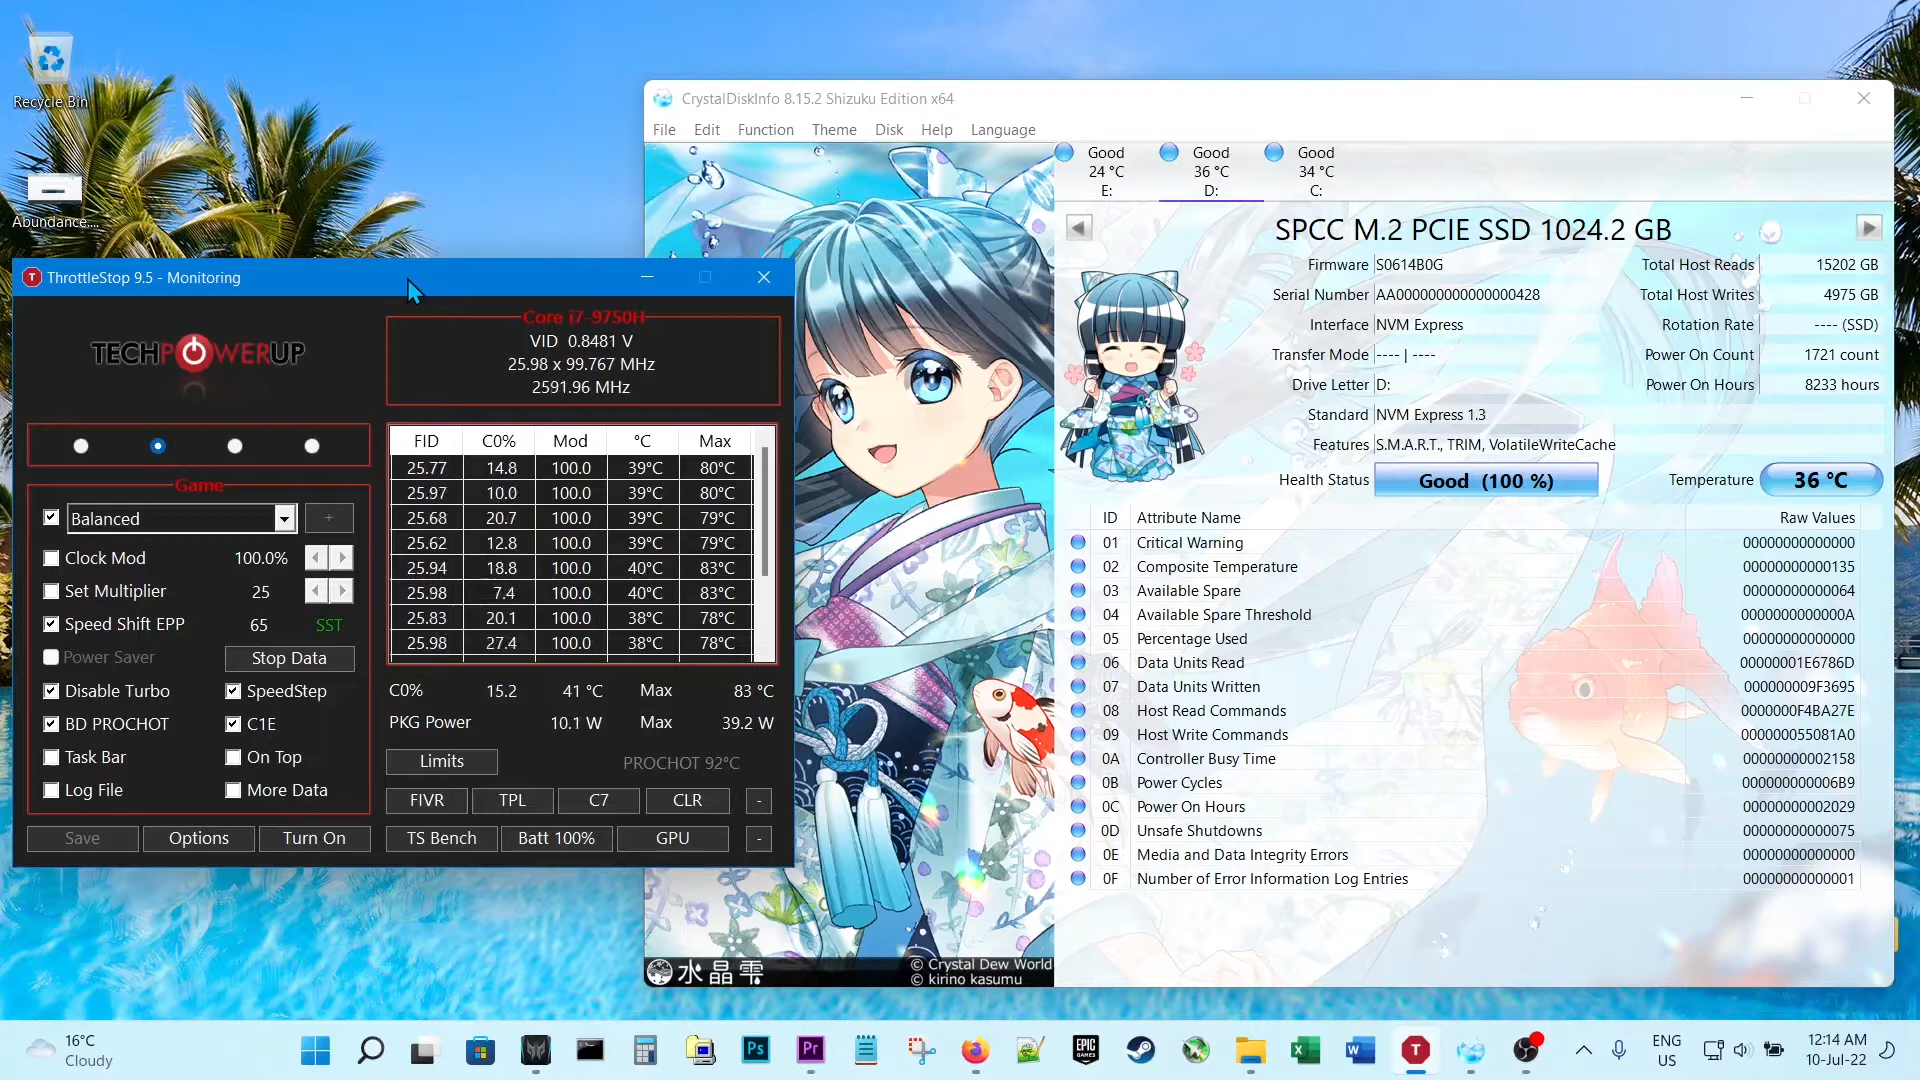 Recycle Bin
Abundance....
CrystalDiskInfo 8.15.2 Shizuku Edition x64
File Edit Function Theme Disk Help Language
Good Good Good
24 °C 36 °C 34 °C
E: D: C:
SPCC M.2 PCIE SSD 1024.2 GB
Firmware S0614B0G Total Host Reads 15202 GB
Serial Number AA000000000000000428 Total Host Writes 4975 GB
Interface NVM Express Rotation Rate ---- (SSD)
Transfer Mode ---- | ---- Power On Count 1721 count
Drive Letter D: Power On Hours 8233 hours
Standard NVM Express 1.3
Features S.M.A.R.T., TRIM, VolatileWriteCache
Health Status Good (100 %) Temperature 36 °C
ID Attribute Name Raw Values
01 Critical Warning 00000000000000
02 Composite Temperature 00000000000135
03 Available Spare 00000000000064
04 Available Spare Threshold 0000000000000A
05 Percentage Used 00000000000000
06 Data Units Read 00000001E6786D
07 Data Units Written 000000009F3695
08 Host Read Commands 0000000F4BA27E
09 Host Write Commands 000000055081A0
0A Controller Busy Time 00000000002158
0B Power Cycles 000000000006B9
0C Power On Hours 00000000002029
0D Unsafe Shutdowns 00000000000075
0E Media and Data Integrity Errors 00000000000000
0F Number of Error Information Log Entries 00000000000001
水晶雫
© Crystal Dew World
© kirino kasumu
T ThrottleStop 9.5 - Monitoring
TECHPOWERUP
Core i7-9750H
VID 0.8481 V
25.98 x 99.767 MHz
2591.96 MHz
Game
Balanced +
Clock Mod 100.0%
Set Multiplier 25
Speed Shift EPP 65 SST
Power Saver Stop Data
Disable Turbo SpeedStep
BD PROCHOT C1E
Task Bar On Top
Log File More Data
Save Options Turn On
FID C0% Mod °C Max
25.77 14.8 100.0 39°C 80°C
25.97 10.0 100.0 39°C 80°C
25.68 20.7 100.0 39°C 79°C
25.62 12.8 100.0 39°C 79°C
25.94 18.8 100.0 40°C 83°C
25.98 7.4 100.0 40°C 83°C
25.83 20.1 100.0 38°C 78°C
25.98 27.4 100.0 38°C 78°C
C0% 15.2 41 °C Max 83 °C
PKG Power 10.1 W Max 39.2 W
Limits PROCHOT 92°C
FIVR TPL C7 CLR -
TS Bench Batt 100% GPU -
16°C
Cloudy
Ps
Pr
EPIC
GAMES
X
W
T
ENG
US
12:14 AM
10-Jul-22